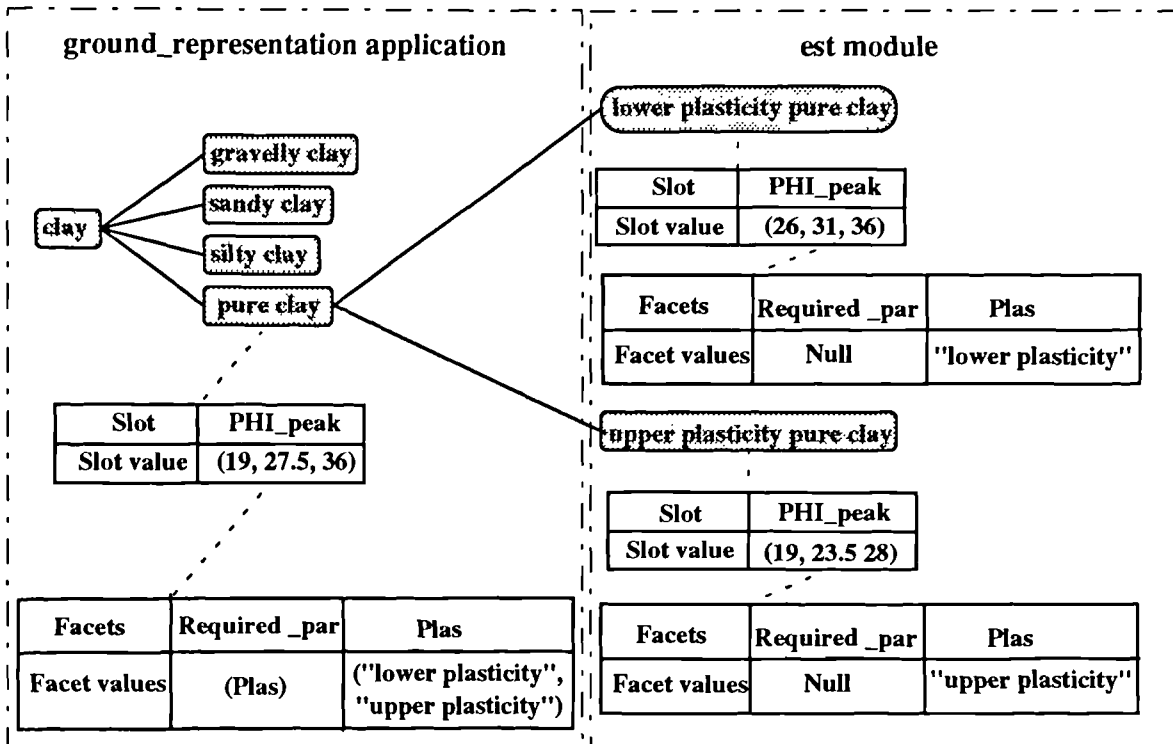 ground_representation application
clay
gravelly clay
sandy clay
silty clay
pure clay
Slot PHI_peak
Slot value (19, 27.5, 36)
Facets Required _par Plas
Facet values (Plas) ("lower plasticity",
"upper plasticity")
est module
lower plasticity pure clay
Slot PHI_peak
Slot value (26, 31, 36)
Facets Required _par Plas
Facet values Null "lower plasticity"
upper plasticity pure clay
Slot PHI_peak
Slot value (19, 23.5 28)
Facets Required _par Plas
Facet values Null "upper plasticity"